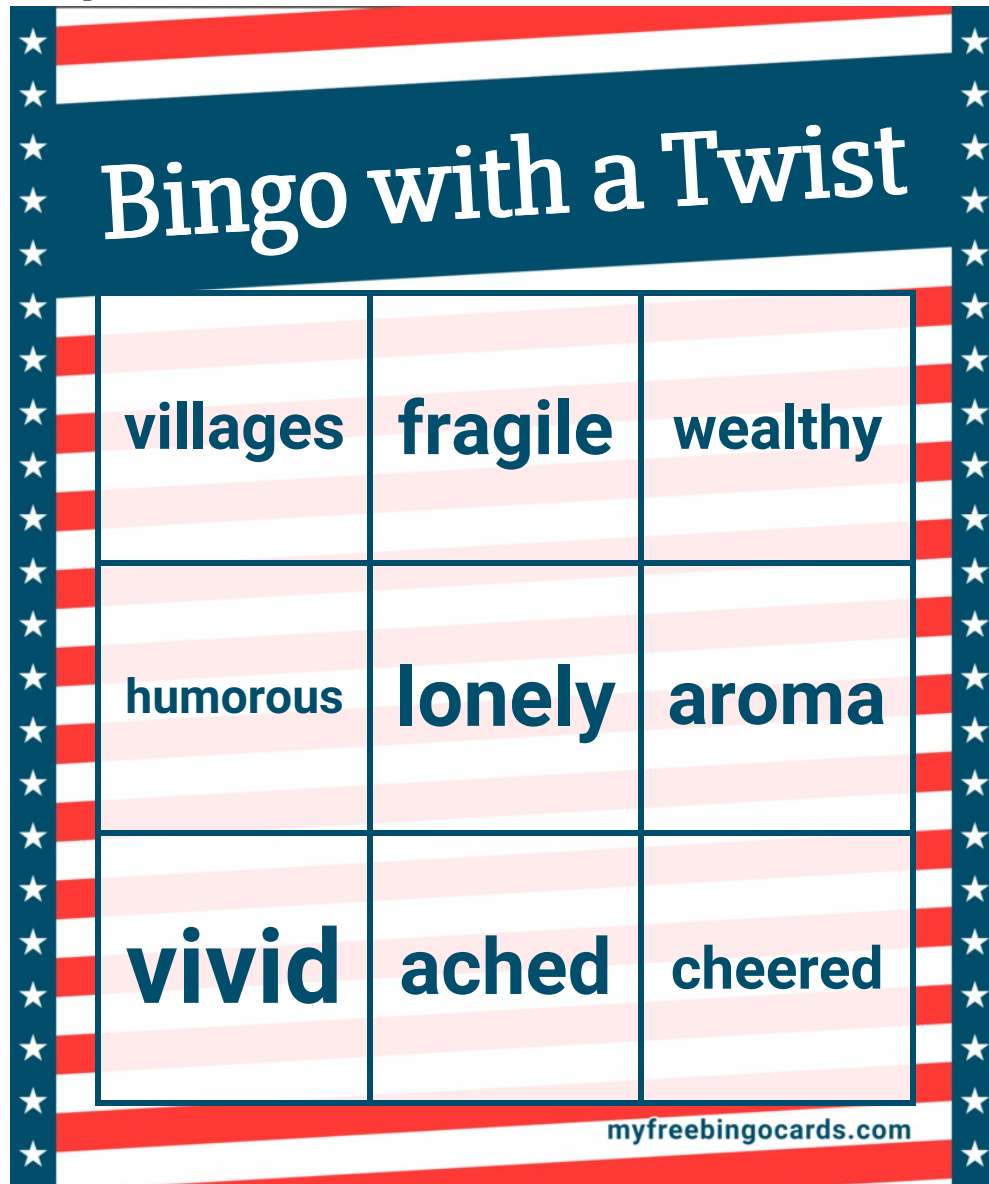 Bingo with a Twist
villages fragile wealthy
humorous lonely aroma
vivid ached cheered
myfreebingocards.com